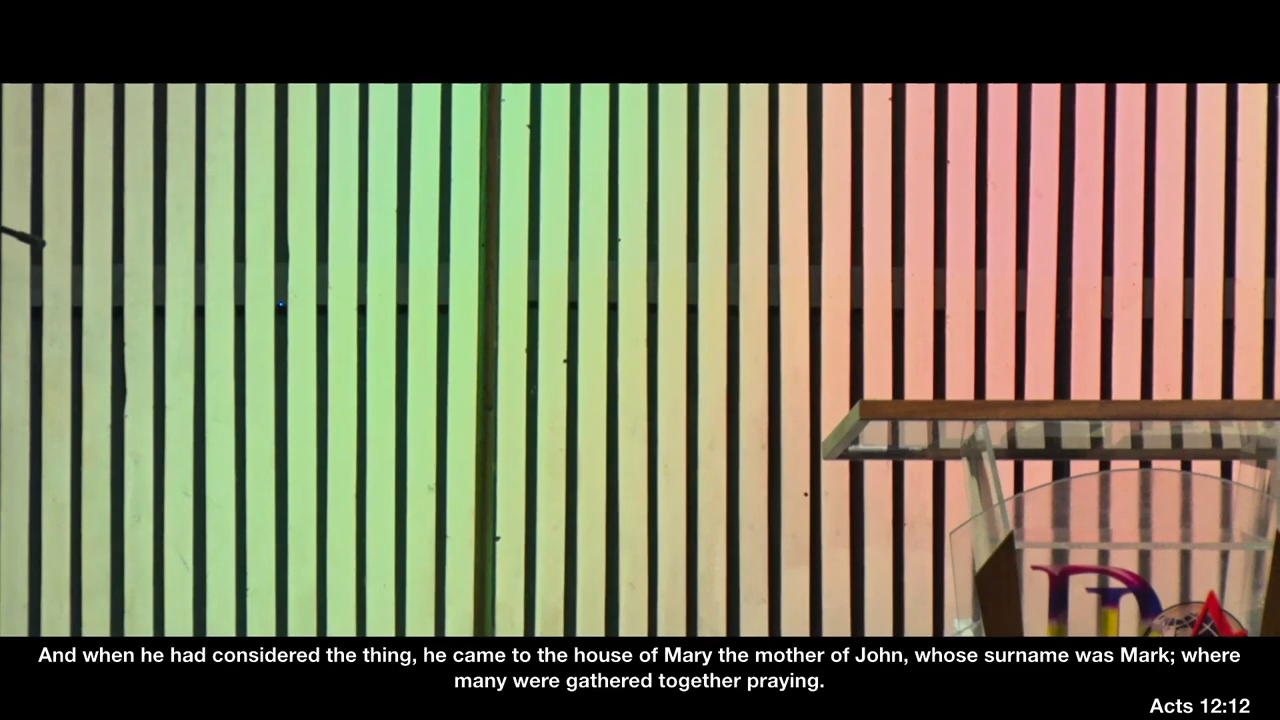 And when he had considered the thing, he came to the house of Mary the mother of John, whose surname was Mark; where
many were gathered together praying.
Acts 12:12